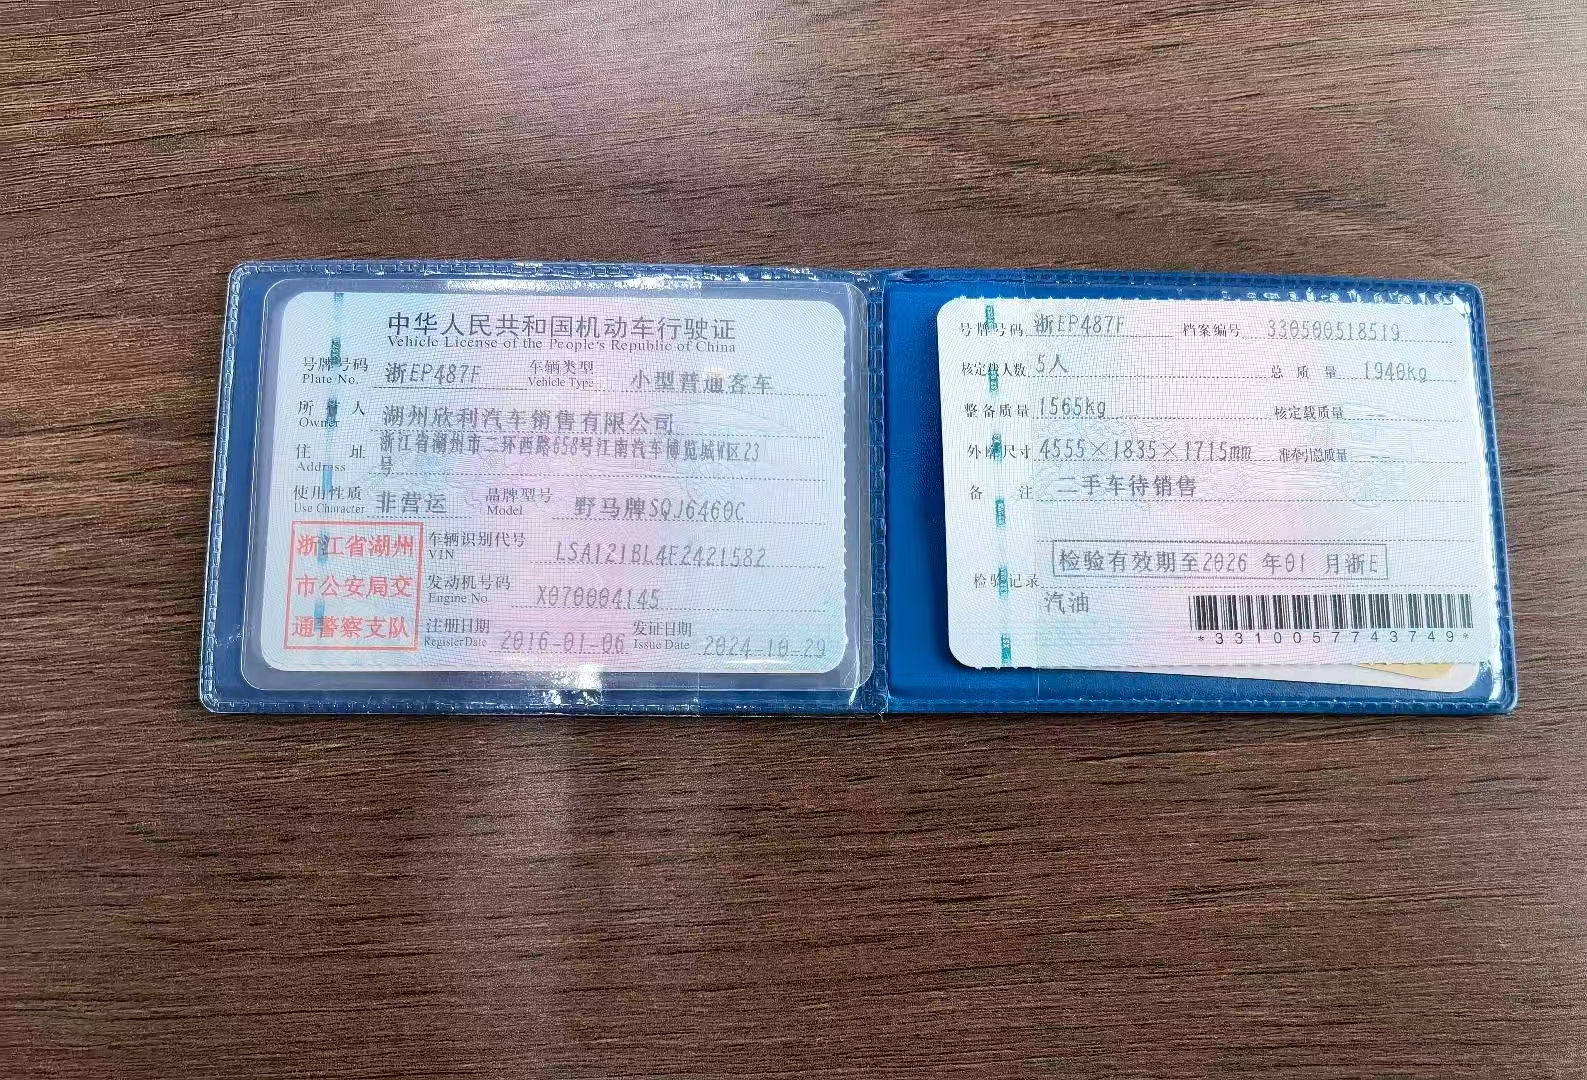 中华人民共和国机动车行驶证
Vehicle License of the People's Republic of China
号牌号码 浙EP487F 车辆类型 小型普通客车
Plate No. Vehicle Type
所有人 湖州欣利汽车销售有限公司
Owner
住址 浙江省湖州市二环西路658号江南汽车博览城W区23
Address 号
使用性质 非营运 品牌型号 野马牌SQJ6460C
Use Character Model
浙江省湖州
市公安局交
通警察支队
车辆识别代号 LSA121BL4F2421582
VIN
发动机号码 X070004145
Engine No.
注册日期 2016-01-06 发证日期 2024-10-29
Register Date Issue Date
号牌号码 浙EP487F 档案编号 330500518519
核定载人数 5人 总质量 1940kg
整备质量 1565kg 核定载质量 --
外廓尺寸 4555×1835×1715mm 准牵引总质量 --
备注 二手车待销售
检验有效期至2026 年01 月浙E
检验记录
汽油
*3310057743749*